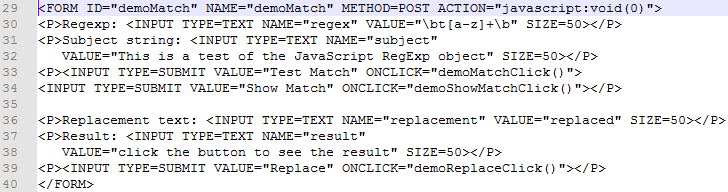 29 <FORM ID="demoMatch" NAME="demoMatch" METHOD=POST ACTION="javascript:void(0)">
30 <P>Regexp: <INPUT TYPE=TEXT NAME="regex" VALUE="\bt[a-z]+\b" SIZE=50></P>
31 <P>Subject string: <INPUT TYPE=TEXT NAME="subject"
32    VALUE="This is a test of the JavaScript RegExp object" SIZE=50></P>
33 <P><INPUT TYPE=SUBMIT VALUE="Test Match" ONCLICK="demoMatchClick()">
34 <INPUT TYPE=SUBMIT VALUE="Show Match" ONCLICK="demoShowMatchClick()"></P>
35
36 <P>Replacement text: <INPUT TYPE=TEXT NAME="replacement" VALUE="replaced" SIZE=50></P>
37 <P>Result: <INPUT TYPE=TEXT NAME="result"
38    VALUE="click the button to see the result" SIZE=50></P>
39 <P><INPUT TYPE=SUBMIT VALUE="Replace" ONCLICK="demoReplaceClick()"></P>
40 </FORM>